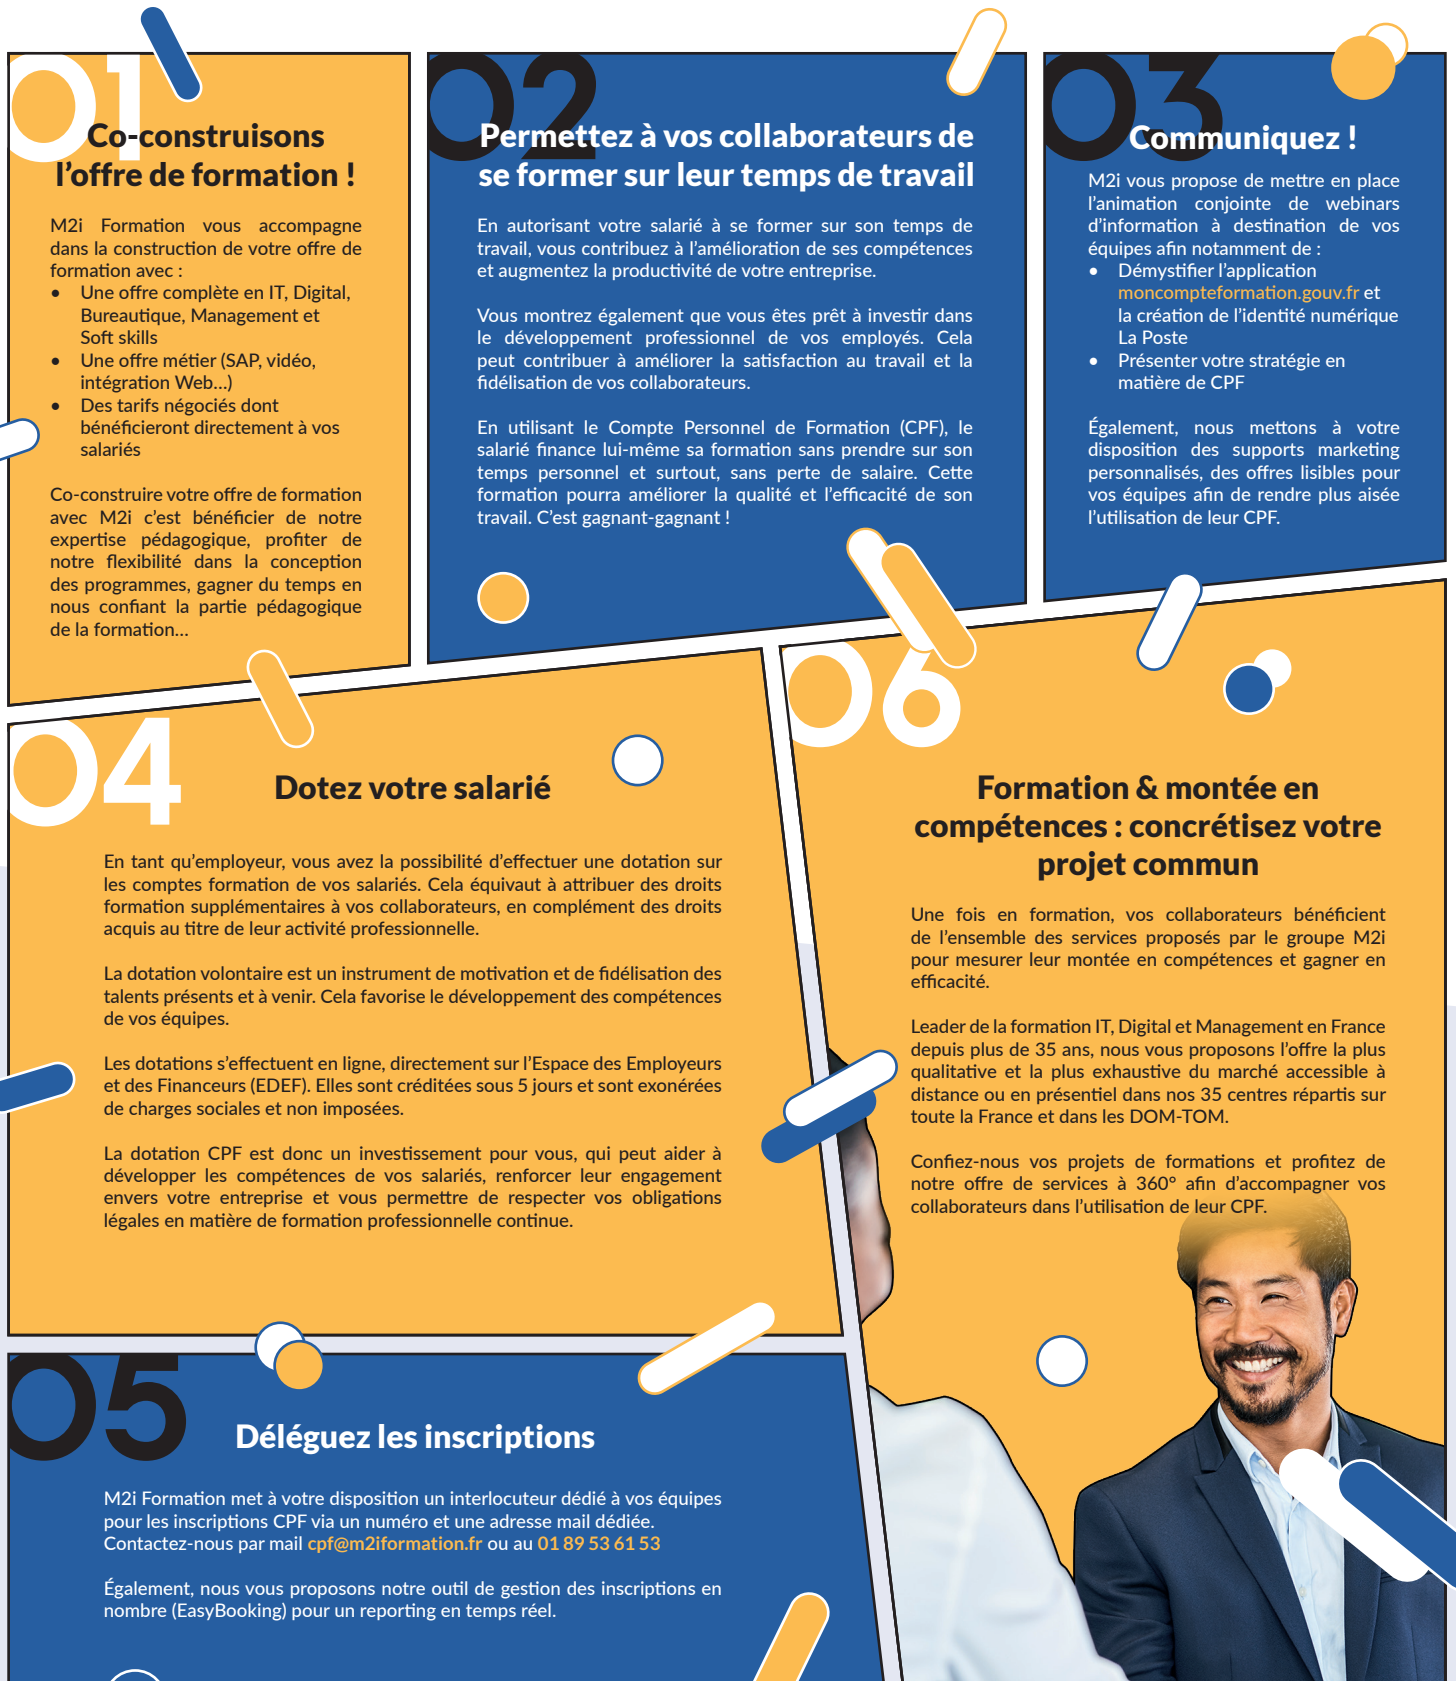 01
Co-construisons
l’offre de formation !
M2i Formation vous accompagne
dans la construction de votre offre de
formation avec :
• Une offre complète en IT, Digital,
Bureautique, Management et
Soft skills
• Une offre métier (SAP, vidéo,
intégration Web…)
• Des tarifs négociés dont
bénéficieront directement à vos
salariés
Co-construire votre offre de formation
avec M2i c’est bénéficier de notre
expertise pédagogique, profiter de
notre flexibilité dans la conception
des programmes, gagner du temps en
nous confiant la partie pédagogique
de la formation…
02
Permettez à vos collaborateurs de
se former sur leur temps de travail
En autorisant votre salarié à se former sur son temps de
travail, vous contribuez à l’amélioration de ses compétences
et augmentez la productivité de votre entreprise.
Vous montrez également que vous êtes prêt à investir dans
le développement professionnel de vos employés. Cela
peut contribuer à améliorer la satisfaction au travail et la
fidélisation de vos collaborateurs.
En utilisant le Compte Personnel de Formation (CPF), le
salarié finance lui-même sa formation sans prendre sur son
temps personnel et surtout, sans perte de salaire. Cette
formation pourra améliorer la qualité et l’efficacité de son
travail. C’est gagnant-gagnant !
03
Communiquez !
M2i vous propose de mettre en place
l’animation conjointe de webinars
d’information à destination de vos
équipes afin notamment de :
• Démystifier l’application
moncompteformation.gouv.fr et
la création de l’identité numérique
La Poste
• Présenter votre stratégie en
matière de CPF
Également, nous mettons à votre
disposition des supports marketing
personnalisés, des offres lisibles pour
vos équipes afin de rendre plus aisée
l’utilisation de leur CPF.
04
Dotez votre salarié
En tant qu’employeur, vous avez la possibilité d’effectuer une dotation sur
les comptes formation de vos salariés. Cela équivaut à attribuer des droits
formation supplémentaires à vos collaborateurs, en complément des droits
acquis au titre de leur activité professionnelle.
La dotation volontaire est un instrument de motivation et de fidélisation des
talents présents et à venir. Cela favorise le développement des compétences
de vos équipes.
Les dotations s’effectuent en ligne, directement sur l’Espace des Employeurs
et des Financeurs (EDEF). Elles sont créditées sous 5 jours et sont exonérées
de charges sociales et non imposées.
La dotation CPF est donc un investissement pour vous, qui peut aider à
développer les compétences de vos salariés, renforcer leur engagement
envers votre entreprise et vous permettre de respecter vos obligations
légales en matière de formation professionnelle continue.
05
Déléguez les inscriptions
M2i Formation met à votre disposition un interlocuteur dédié à vos équipes
pour les inscriptions CPF via un numéro et une adresse mail dédiée.
Contactez-nous par mail cpf@m2iformation.fr ou au 01 89 53 61 53
Également, nous vous proposons notre outil de gestion des inscriptions en
nombre (EasyBooking) pour un reporting en temps réel.
06
Formation & montée en
compétences : concrétisez votre
projet commun
Une fois en formation, vos collaborateurs bénéficient
de l’ensemble des services proposés par le groupe M2i
pour mesurer leur montée en compétences et gagner en
efficacité.
Leader de la formation IT, Digital et Management en France
depuis plus de 35 ans, nous vous proposons l’offre la plus
qualitative et la plus exhaustive du marché accessible à
distance ou en présentiel dans nos 35 centres répartis sur
toute la France et dans les DOM-TOM.
Confiez-nous vos projets de formations et profitez de
notre offre de services à 360° afin d’accompagner vos
collaborateurs dans l’utilisation de leur CPF.